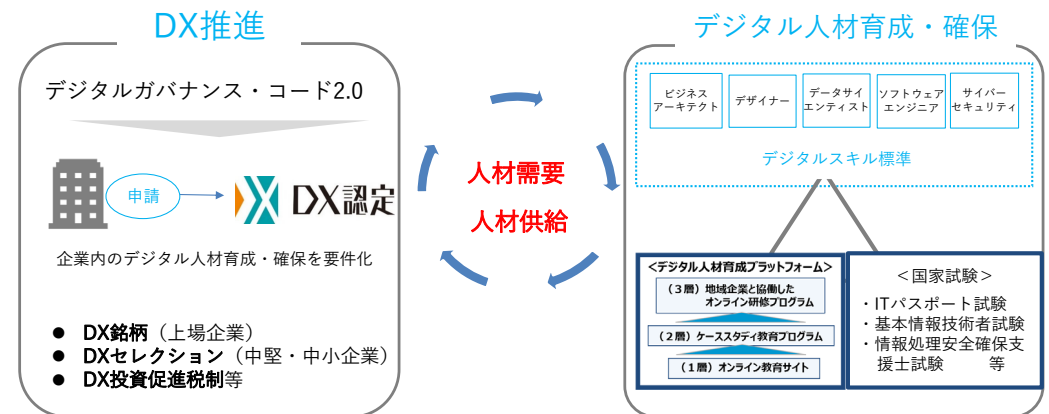 DX推進
デジタルガバナンス・コード2.0
申請
DX認定
企業内のデジタル人材育成・確保を要件化
● DX銘柄（上場企業）
● DXセレクション（中堅・中小企業）
● DX投資促進税制等
人材需要
人材供給
デジタル人材育成・確保
ビジネス
アーキテクト
デザイナー
データサイ
エンティスト
ソフトウェア
エンジニア
サイバー
セキュリティ
デジタルスキル標準
＜デジタル人材育成プラットフォーム＞
（３層）地域企業と協働した
オンライン研修プログラム
（２層）ケーススタディ教育プログラム
（１層）オンライン教育サイト
＜国家試験＞
・ITパスポート試験
・基本情報技術者試験
・情報処理安全確保支
援士試験　　等